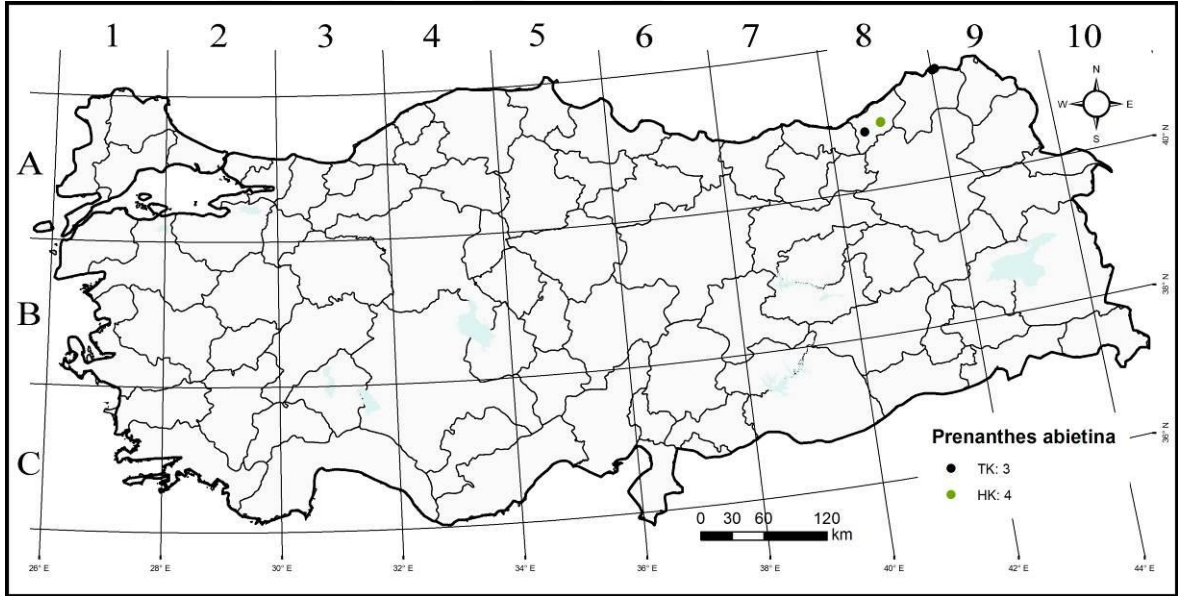 1 2 3 4 5 6 7 8 9 10
N
W E
S
40° N
A
38° N
B
36° N
Prenanthes abietina
C
TK: 3
HK: 4
0 30 60 120
km
26° E 28° E 30° E 32° E 34° E 36° E 38° E 40° E 42° E 44° E